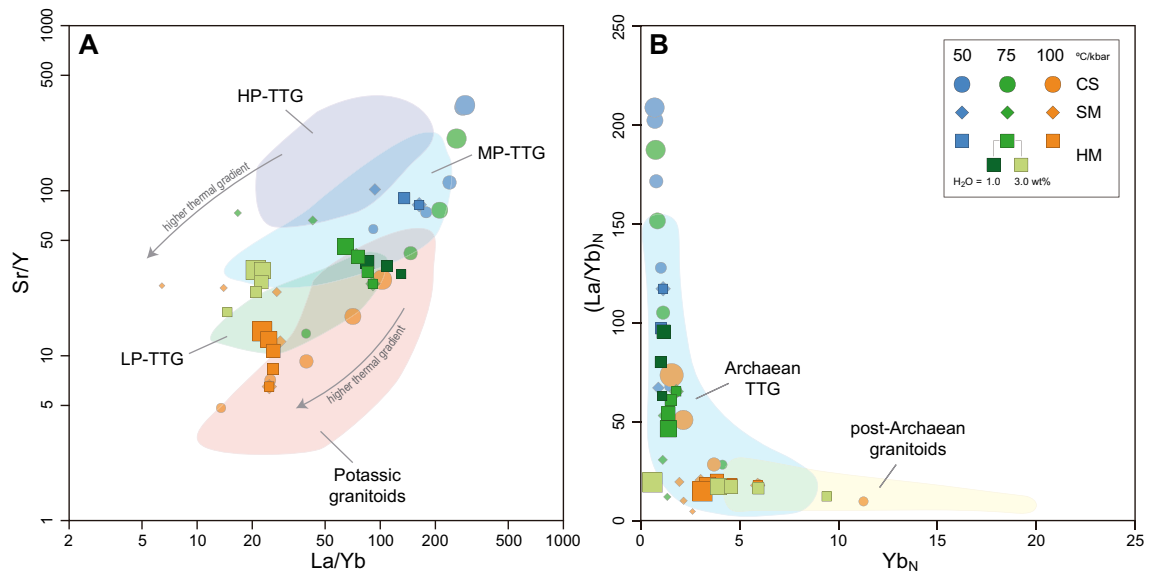 A
1000
500
100
50
10
5
1
Sr/Y
2
5
10
20
50
100
200
500
1000
La/Yb
HP-TTG
MP-TTG
higher thermal gradient
LP-TTG
higher thermal gradient
Potassic
granitoids
B
250
200
150
100
50
0
(La/Yb)N
0
5
10
15
20
25
YbN
50 75 100 ºC/kbar
CS
SM
HM
H2O = 1.0 3.0 wt%
Archaean
TTG
post-Archaean
granitoids